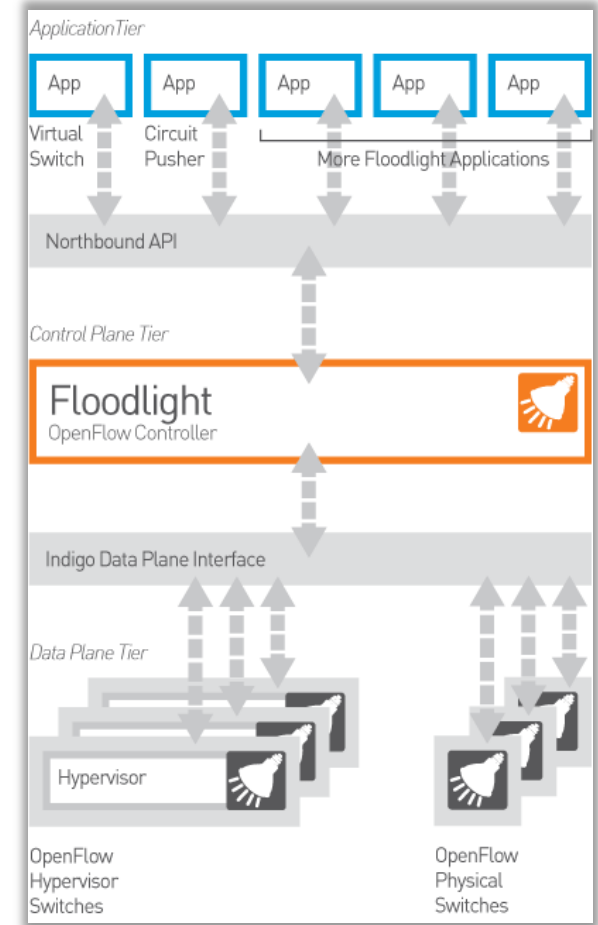 ApplicationTier
App
App
App
App
App
Virtual
Switch
Circuit
Pusher
More Floodlight Applications
Northbound API
Control Plane Tier
Floodlight
OpenFlow Controller
Indigo Data Plane Interface
Data Plane Tier
Hypervisor
OpenFlow
Hypervisor
Switches
OpenFlow
Physical
Switches